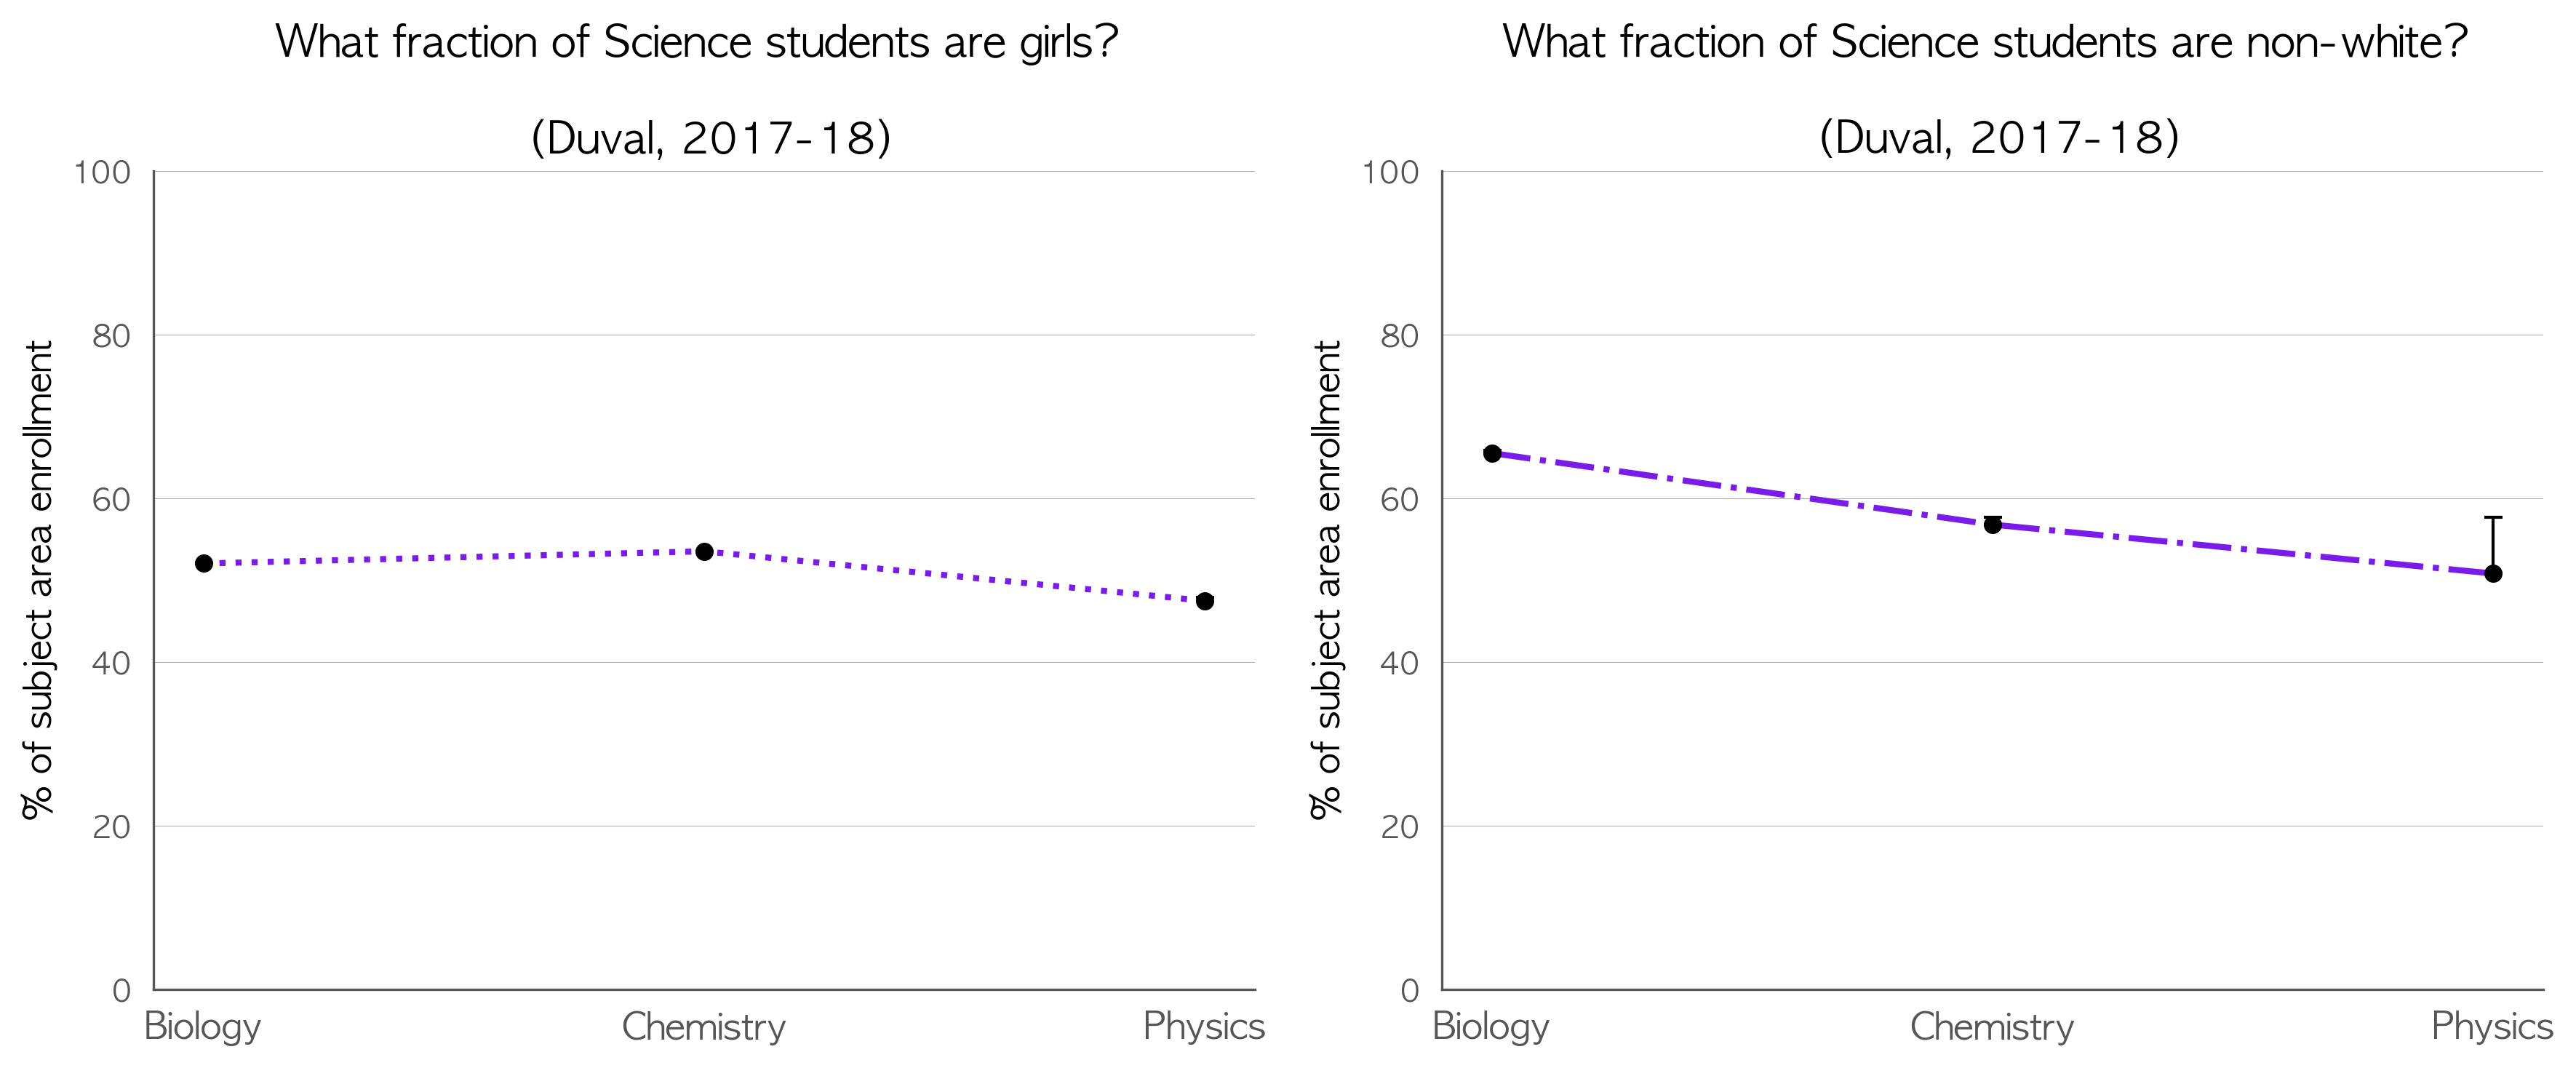 What fraction of Science students are girls?
(Duval, 2017-18)
100
80
60
40
20
0
% of subject area enrollment
Biology
Chemistry
Physics
What fraction of Science students are non-white?
(Duval, 2017-18)
100
80
60
40
20
0
% of subject area enrollment
Biology
Chemistry
Physics